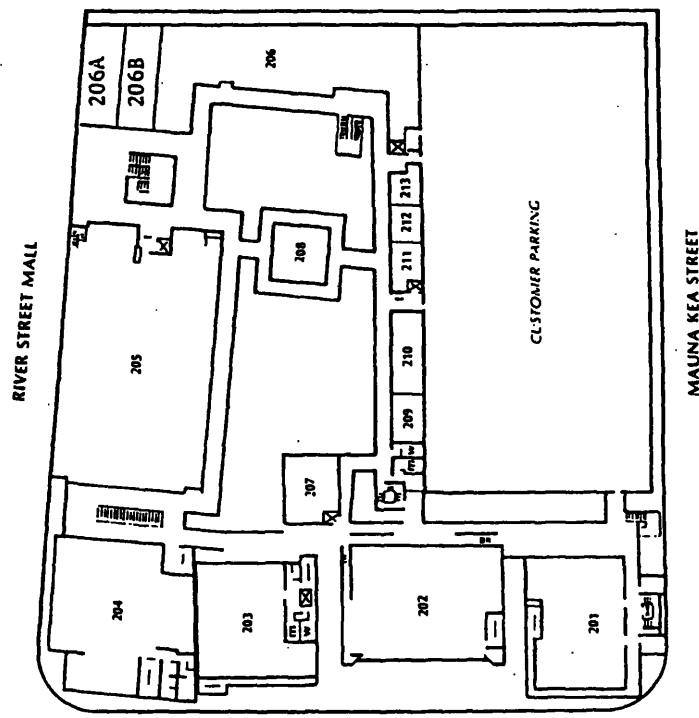 RIVER STREET MALL
206A
206B
206
208
205
213
212
211
210
209
m
w
207
CUSTOMER PARKING
MAUNA KEA STREET
204
203
m
w
202
201